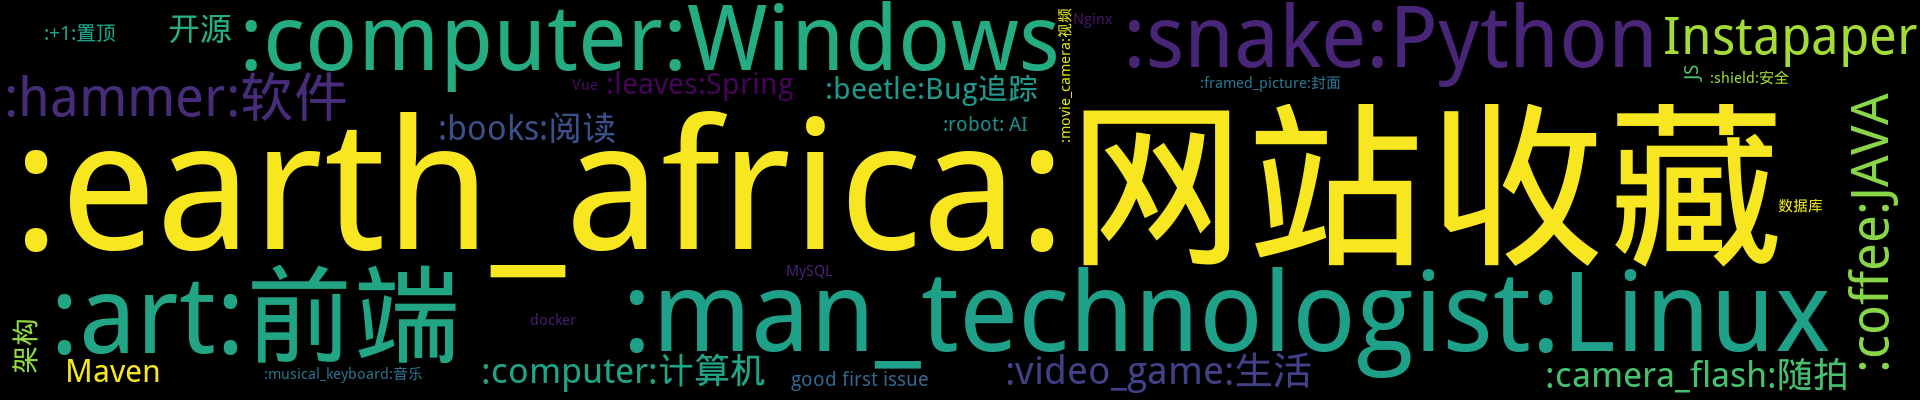 :+1:置顶
开源
:computer:Windows
:movie_camera:视频
Nginx
:snake:Python
Instapaper
:hammer:软件
Vue
:leaves:Spring
:beetle:Bug追踪
:framed_picture:封面
JS
:shield:安全
:books:阅读
:robot: AI
:earth_africa:网站收藏
数据库
:coffee:JAVA
:art:前端
MySQL
:man_technologist:Linux
docker
架构
Maven
:musical_keyboard:音乐
:computer:计算机
good first issue
:video_game:生活
:camera_flash:随拍